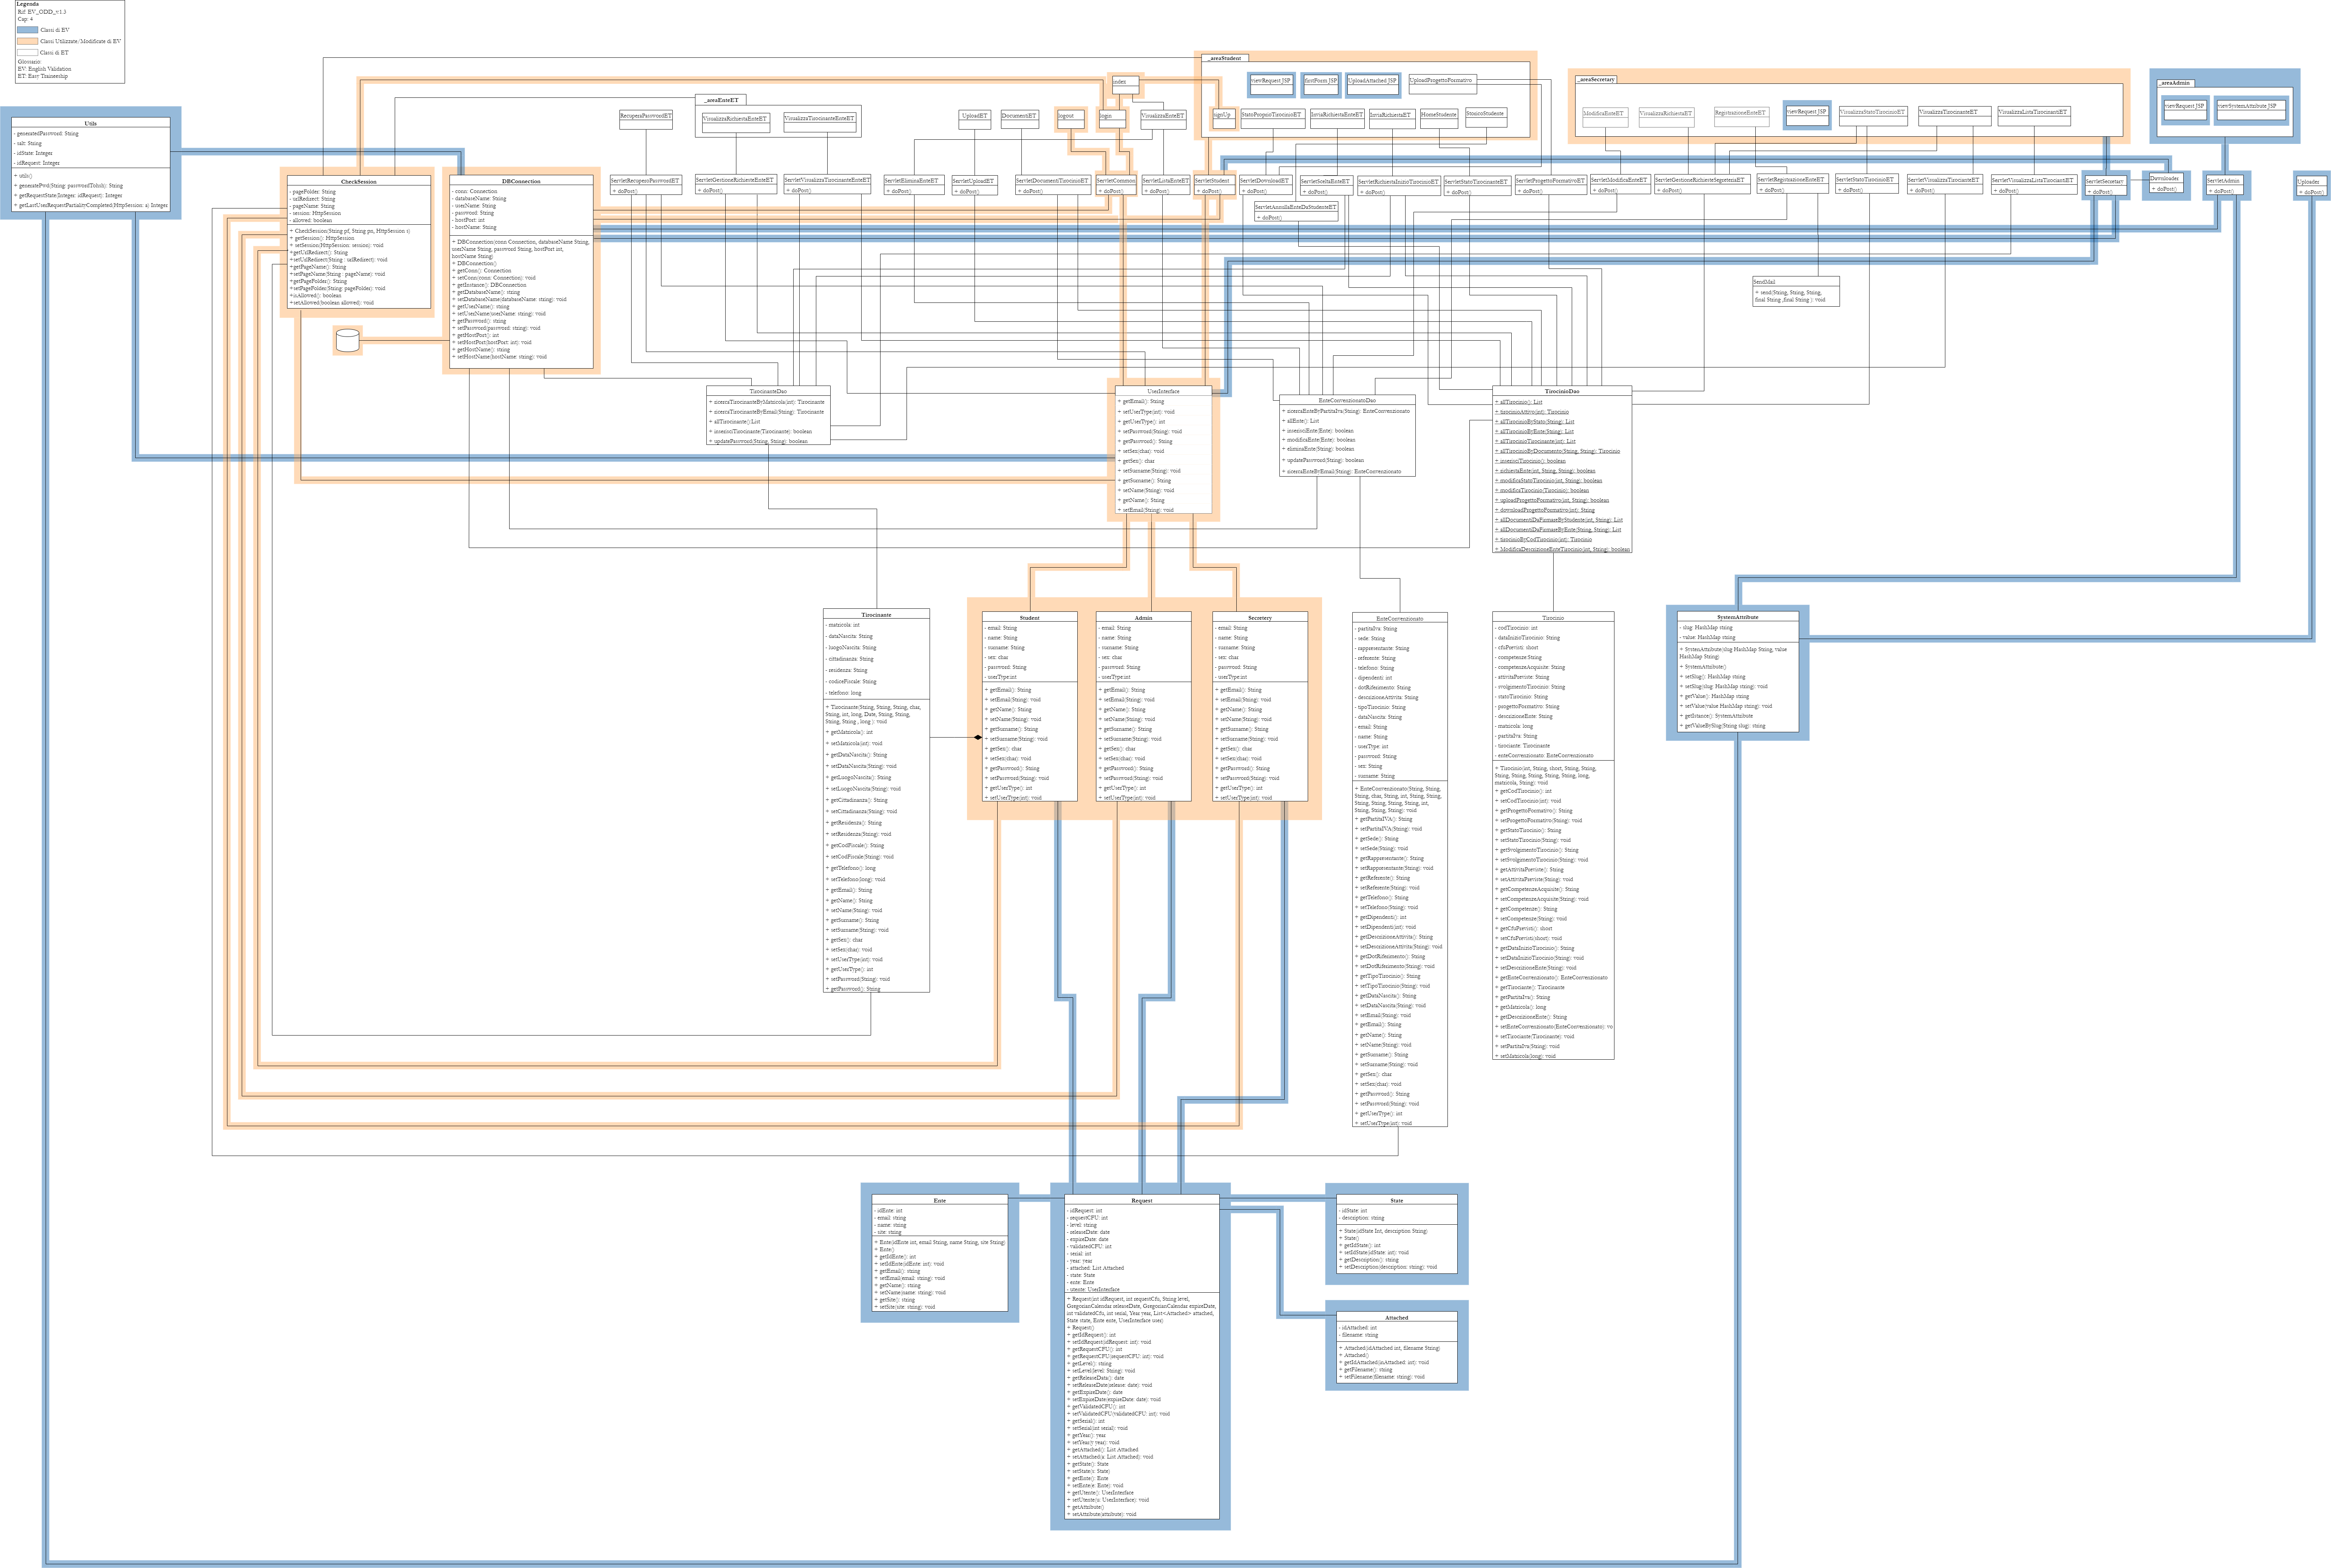 Legenda
Rif: EV_ODD_v.1.3
Cap: 4
Classi di EV
Classi Utilizzate/Modificate di EV
Classi di ET
Glossario:
EV: English Validation
ET: Easy Traineeship
Utils
- generatedPassword: String
- salt: String
- idState: Integer
- idRequest: Integer
+ utils()
+ generatePwd(String: passwordToHsh): String
+ getRequestState(Integer: idRequest): Integer
+ getLastUserRequestPartialityCompleted(HttpSession: s) Integer
CheckSession
- pageFolder: String
- urlRedirect: String
- pageName: String
- session: HttpSession
- allowed: boolean
+ CheckSession(String pf, String pn, HttpSession s)
+ getSession(): HttpSession
+ setSession(HttpSession: session): void
+ getUrlRedirect(): String
+ setUrlRedirect(String : urlRedirect): void
+getPageName(): String
+setPageName(String : pageName): void
+getPageFolder(): String
+setPageFolder(String: pageFolder): void
+isAllowed(): boolean
+setAllowed(boolean allowed): void
DBConnection
- conn: Connection
- databaseName: String
- userName: String
- password: String
- hostPort: int
- hostName: String
+ DBConnection(conn Connection, databaseName String,
userName String, password String, hostPort int,
hostName String)
+ DBConnection()
+ getConn(): Connection
+ setConn(conn: Connection): void
+ getInstance(): DBConnection
+ getDatabaseName(): string
+ setDatabaseName(databaseName: string): void
+ getUserName(): string
+ setUserName(userName: string): void
+ getPassword(): string
+ setPassword(password: string): void
+ getHostPort(): int
+ setHostPort(hostPort: int): void
+ getHostName(): string
+ setHostName(hostName: string): void
RecuperaPasswordET
_areaEnteET
VisualizzaRichiestaEnteET
VisualizzaTirocinanteEnteET
UploadET
DocumentiET
logout
index
login
VisualizzaEnteET
_areaStudent
viewRequest.JSP
firstForm.JSP
UploadAttached.JSP
UploadProgettoFormativo
signUp
StatoProprioTirocinioET
InviaRichiestaEnteET
InviaRichiestaET
HomeStudente
StoricoStudente
_areaSecretary
ModificaEnteET
VisualizzaRichiestaET
RegistrazioneEnteET
viewRequest.JSP
VisualizzaStatoTirocinioET
VisualizzaTirocinanteET
VisualizzaListaTirocinantiET
_areaAdmin
viewRequest.JSP
viewSystemAttribute.JSP
ServletRecuperoPasswordET
+ doPost()
ServletGestioneRichiesteEnteET
+ doPost()
ServletVisualizzaTirocinanteEnteET
+ doPost()
ServletEliminaEnteET
+ doPost()
ServletUploadET
+ doPost()
ServletDocumentiTirocinioET
+ doPost()
ServletCommon
+ doPost()
ServletListaEnteET
+ doPost()
ServletStudent
+ doPost()
ServletDownloadET
+ doPost()
ServletSceltaEnteET
+ doPost()
ServletAnnullaEnteDaStudenteET
+ doPost()
ServletRichiestaInizioTirocinioET
+ doPost()
ServletStatoTirocinanteET
+ doPost()
ServletProgettoFormativoET
+ doPost()
ServletModificaEnteET
+ doPost()
ServletGestioneRichiesteSegreteriaET
+ doPost()
ServletRegistrazioneEnteET
+ doPost()
ServletStatoTirocinioET
+ doPost()
ServletVisualizzaTirocinanteET
+ doPost()
ServletVisualizzaListaTirocinantiET
+ doPost()
ServletSecretary
+ doPost()
Downloader
+ doPost()
ServletAdmin
+ doPost()
Uploader
+ doPost()
SendMail
+ send(String, String, String,
final String ,final String ): void
TirocinanteDao
+ ricercaTirocinanteByMatricola(int): Tirocinante
+ ricercaTirocinanteByEmail(String): Tirocinante
+ allTirocinante():List
+ inserisciTirocinante(Tirocinante): boolean
+ updatePassword(String, String): boolean
UserInterface
+ getEmail(): String
+ setUserType(int): void
+ getUserType(): int
+ setPassword(String): void
+ getPassword(): String
+ setSex(char): void
+ getSex(): char
+ setSurname(String): void
+ getSurname(): String
+ setName(String): void
+ getName(): String
+ setEmail(String): void
EnteConvenzionatoDao
+ ricercaEnteByPartitaIva(String): EnteConvenzionato
+ allEnte(): List
+ inserisciEnte(Ente): boolean
+ modificaEnte(Ente): boolean
+ eliminaEnte(String): boolean
+ updatePassword(String): boolean
+ ricercaEnteByEmail(String): EnteConvenzionato
TirocinioDao
+ allTirocinio(): List
+ tirocinioAttivo(int): Tirocinio
+ allTirocinioByStato(String): List
+ allTirocinioByEnte(String): List
+ allTirocinioTirocinante(int): List
+ allTirocinioByDocumento(String, String): Tirocinio
+ inserisciTirocinio(): boolean
+ richiestaEnte(int, String, String): boolean
+ modificaStatoTirocinio(int, String): boolean
+ modificaTirocinio(Tirocinio): boolean
+ uploadProgettoFormativo(int, String): boolean
+ downloadProgettoFormativo(int): String
+ allDocumentiDaFirmareByStudente(int, String): List
+ allDocumentiDaFirmareByEnte(String, String): List
+ tirocinioByCodTirocinio(int): Tirocinio
+ ModificaDescrizioneEnteTirocinio(int, String): boolean
Tirocinante
- matricola: int
- dataNascita: String
- luogoNascita: String
- cittadinanza: String
- residenza: String
- codiceFiscale: String
- telefono: long
+ Tirocinante(String, String, String, char,
String, int, long, Date, String, String,
String, String , long ): void
+ getMatricola(): int
+ setMatricola(int): void
+ getDataNascita(): String
+ setDataNascita(String): void
+ getLuogoNascita(): String
+ setLuogoNascita(String): void
+ getCittadinanza(): String
+ setCittadinanza(String): void
+ getResidenza(): String
+ setResidenza(String): void
+ getCodFiscale(): String
+ setCodFiscale(String): void
+ getTelefono(): long
+ setTelefono(long): void
+ getEmail(): String
+ getName(): String
+ setName(String): void
+ getSurname(): String
+ setSurname(String): void
+ getSex(): char
+ setSex(char): void
+ setUserType(int): void
+ getUserType(): int
+ setPassword(String): void
+ getPassword(): String
Student
- email: String
- name: String
- surname: String
- sex: char
- password: String
- userType:int
+ getEmail(): String
+ setEmail(String): void
+ getName(): String
+ setName(String): void
+ getSurname(): String
+ setSurname(String): void
+ getSex(): char
+ setSex(char): void
+ getPassword(): String
+ setPassword(String): void
+ getUserType(): int
+ setUserType(int): void
Admin
- email: String
- name: String
- surname: String
- sex: char
- password: String
- userType:int
+ getEmail(): String
+ setEmail(String): void
+ getName(): String
+ setName(String): void
+ getSurname(): String
+ setSurname(String): void
+ getSex(): char
+ setSex(char): void
+ getPassword(): String
+ setPassword(String): void
+ getUserType(): int
+ setUserType(int): void
Secretery
- email: String
- name: String
- surname: String
- sex: char
- password: String
- userType:int
+ getEmail(): String
+ setEmail(String): void
+ getName(): String
+ setName(String): void
+ getSurname(): String
+ setSurname(String): void
+ getSex(): char
+ setSex(char): void
+ getPassword(): String
+ setPassword(String): void
+ getUserType(): int
+ setUserType(int): void
EnteConvenzionato
- partitaIva: String
- sede: String
- rappresentante: String
- referente: String
- telefono: String
- dipendenti: int
- dotRiferimento: String
- descrizioneAttivita: String
- tipoTirocinio: String
- dataNascita: String
- email: String
- name: String
- userType: int
- password: String
- sex: String
- surname: String
+ EnteConvenzionato(String, String,
String, char, String, int, String, String,
String, String, String, String, int,
String, String, String): void
+ getPartitaIVA(): String
+ setPartitaIVA(String): void
+ getSede(): String
+ setSede(String): void
+ getRappresentante(): String
+ setRappresentante(String): void
+ getReferente(): String
+ setReferente(String): void
+ getTelefono(): String
+ setTelefono(String): void
+ getDipendenti(): int
+ setDipendenti(int): void
+ getDescrizioneAttivita(): String
+ setDescrizioneAttivita(String): void
+ getDotRiferimento(): String
+ setDotRiferimento(String): void
+ getTipoTirocinio(): String
+ setTipoTirocinio(String): void
+ getDataNascita(): String
+ setDataNascita(String): void
+ setEmail(String): void
+ getEmail(): String
+ getName(): String
+ setName(String): void
+ getSurname(): String
+ setSurname(String): void
+ getSex(): char
+ setSex(char): void
+ getPassword(): String
+ setPassword(String): void
+ getUserType(): int
+ setUserType(int): void
Tirocinio
- codTirocinio: int
- dataInizioTirocinio: String
- cfuPrevisti: short
- competenze:String
- competenzeAcquisite: String
- attivitaPreviste: String
- svolgimentoTirocinio: String
- statoTirocinio: String
- progettoFormativo: String
- descrizioneEnte: String
- matricola: long
- partitaIva: String
- tirociante: Tirocinante
- enteConvenzionato: EnteConvenzionato
+ Tirocinio(int, String, short, String, String,
String, String, String, String, String, long,
matricola, String): void
+ getCodTirocinio(): int
+ setCodTirocinio(int): void
+ getProgettoFormativo(): String
+ setProgettoFormativo(String): void
+ getStatoTirocinio(): String
+ setStatoTirocinio(String): void
+ getSvolgimentoTirocinio(): String
+ setSvolgimentoTirocinio(String): void
+ getAttivitaPreviste(): String
+ setAttivitaPreviste(String): void
+ getCompetenzeAcquisite(): String
+ setCompetenzeAcquisite(String): void
+ getCompetenze(): String
+ setCompetenze(String): void
+ getCfuPrevisti(): short
+ setCfuPrevisti(short): void
+ getDataInizioTirocinio(): String
+ setDataInizioTirocinio(String): void
+ setDescrizioneEnte(String): void
+ getEnteConvenzionato(): EnteConvenzionato
+ getTirociante(): Tirocinante
+ getPartitaIva(): String
+ getMatricola(): long
+ getDescrizioneEnte(): String
+ setEnteConvenzionato(EnteConvenzionato): vo
+ setTirociante(Tirocinante): void
+ setPartitaIva(String): void
+ setMatricola(long): void
SystemAttribute
- slug: HashMap string
- value: HashMap string
+ SystemAttribute(slug HashMap String, value
HashMap String)
+ SystemAttribute()
+ setSlug(): HashMap string
+ setSlug(slug: HashMap string): void
+ getValue(): HashMap string
+ setValue(value HashMap string): void
+ getIstance(): SystemAttribute
+ getValueBySlug(String slug): string
Ente
- idEnte: int
- email: string
- name: string
- site: string
+ Ente(idEnte int, email String, name String, site String)
+ Ente()
+ getIdEnte(): int
+ setIdEnte(idEnte: int): void
+ getEmail(): string
+ setEmail(email: string): void
+ getName(): string
+ setName(name: string): void
+ getSite(): string
+ setSite(site: string): void
Request
- idRequest: int
- requestCFU: int
- level: string
- releaseDate: date
- expireDate: date
- validatedCFU: int
- serial: int
- year: year
- attached: List Attached
- state: State
- ente: Ente
- utente: UserInterface
+ Request(int idRequest, int requestCfu, String level,
GregorianCalendar releaseDate, GregorianCalendar expireDate,
int validatedCfu, int serial, Year year, List<Attached> attached,
State state, Ente ente, UserInterface user)
+ Request()
+ getIdRequest(): int
+ setIdRequest(idRequest: int): void
+ getRequestCFU(): int
+ getRequestCFU(requestCFU: int): void
+ getLevel(): string
+ setLevel(level: String): void
+ getReleaseData(): date
+ setReleaseDate(release: date): void
+ getExpireDate(): date
+ setExpireDate(expireDate: date): void
+ getValidatedCFU(): int
+ setValidatedCFU(validatedCFU: int): void
+ getSerial(): int
+ setSerial(int serial): void
+ getYear(): year
+ setYear(y year): void
+ getAttached(): List Attached
+ setAttached(a: List Attached): void
+ getState(): State
+ setState(s: State)
+ getEnte(): Ente
+ setEnte(e: Ente): void
+ getUtente(): UserInterface
+ setUtente(u: UserInterface): void
+ getAttribute()
+ setAttribute(attribute): void
State
- idState: int
- description: string
+ State(idState Int, description String)
+ State()
+ getIdState(): int
+ setIdState(idState: int): void
+ getDescription(): string
+ setDescription(description: string): void
Attached
- idAttached: int
- filename: string
+ Attached(idAttached int, filename String)
+ Attached()
+ getIdAttached(inAttached: int): void
+ getFilename(): string
+ setFilename(filename: string): void